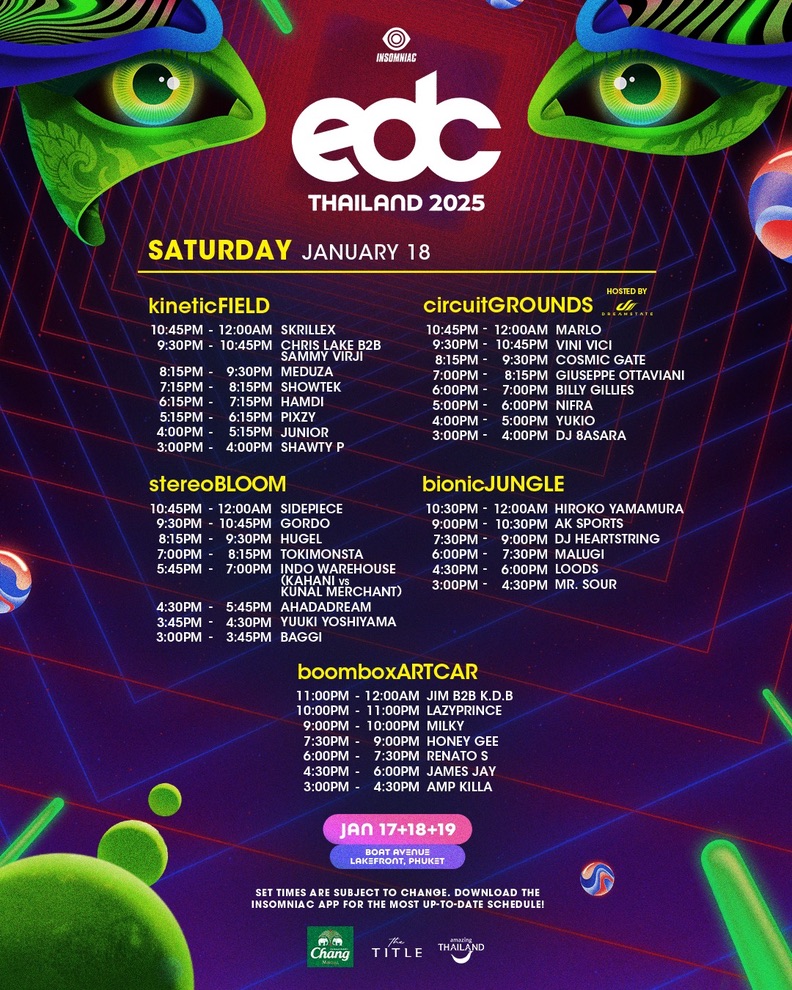 INSOMNIAC
edc
THAILAND 2025
SATURDAY JANUARY 18
kineticFIELD
10:45PM - 12:00AM SKRILLEX
9:30PM - 10:45PM CHRIS LAKE B2B
SAMMY VIRJI
8:15PM - 9:30PM MEDUZA
7:15PM - 8:15PM SHOWTEK
6:15PM - 7:15PM HAMDI
5:15PM - 6:15PM PIXZY
4:00PM - 5:15PM JUNIOR
3:00PM - 4:00PM SHAWTY P
circuitGROUNDS
HOSTED BY
DREAMSTATE
10:45PM - 12:00AM MARLO
9:30PM - 10:45PM VINI VICI
8:15PM - 9:30PM COSMIC GATE
7:00PM - 8:15PM GIUSEPPE OTTAVIANI
6:00PM - 7:00PM BILLY GILLIES
5:00PM - 6:00PM NIFRA
4:00PM - 5:00PM YUKIO
3:00PM - 4:00PM DJ 8ASARA
stereoBLOOM
10:45PM - 12:00AM SIDEPIECE
9:30PM - 10:45PM GORDO
8:15PM - 9:30PM HUGEL
7:00PM - 8:15PM TOKIMONSTA
5:45PM - 7:00PM INDO WAREHOUSE
(KAHANI vs
KUNAL MERCHANT)
4:30PM - 5:45PM AHADADREAM
3:45PM - 4:30PM YUUKI YOSHIYAMA
3:00PM - 3:45PM BAGGI
bionicJUNGLE
10:30PM - 12:00AM HIROKO YAMAMURA
9:00PM - 10:30PM AK SPORTS
7:30PM - 9:00PM DJ HEARTSTRING
6:00PM - 7:30PM MALUGI
4:30PM - 6:00PM LOODS
3:00PM - 4:30PM MR. SOUR
boomboxARTCAR
11:00PM - 12:00AM JIM B2B K.D.B
10:00PM - 11:00PM LAZYPRINCE
9:00PM - 10:00PM MILKY
7:30PM - 9:00PM HONEY GEE
6:00PM - 7:30PM RENATO S
4:30PM - 6:00PM JAMES JAY
3:00PM - 4:30PM AMP KILLA
JAN 17+18+19
BOAT AVENUE
LAKEFRONT, PHUKET
SET TIMES ARE SUBJECT TO CHANGE. DOWNLOAD THE
INSOMNIAC APP FOR THE MOST UP-TO-DATE SCHEDULE!
Chang
the
TITLE
amazing
THAILAND